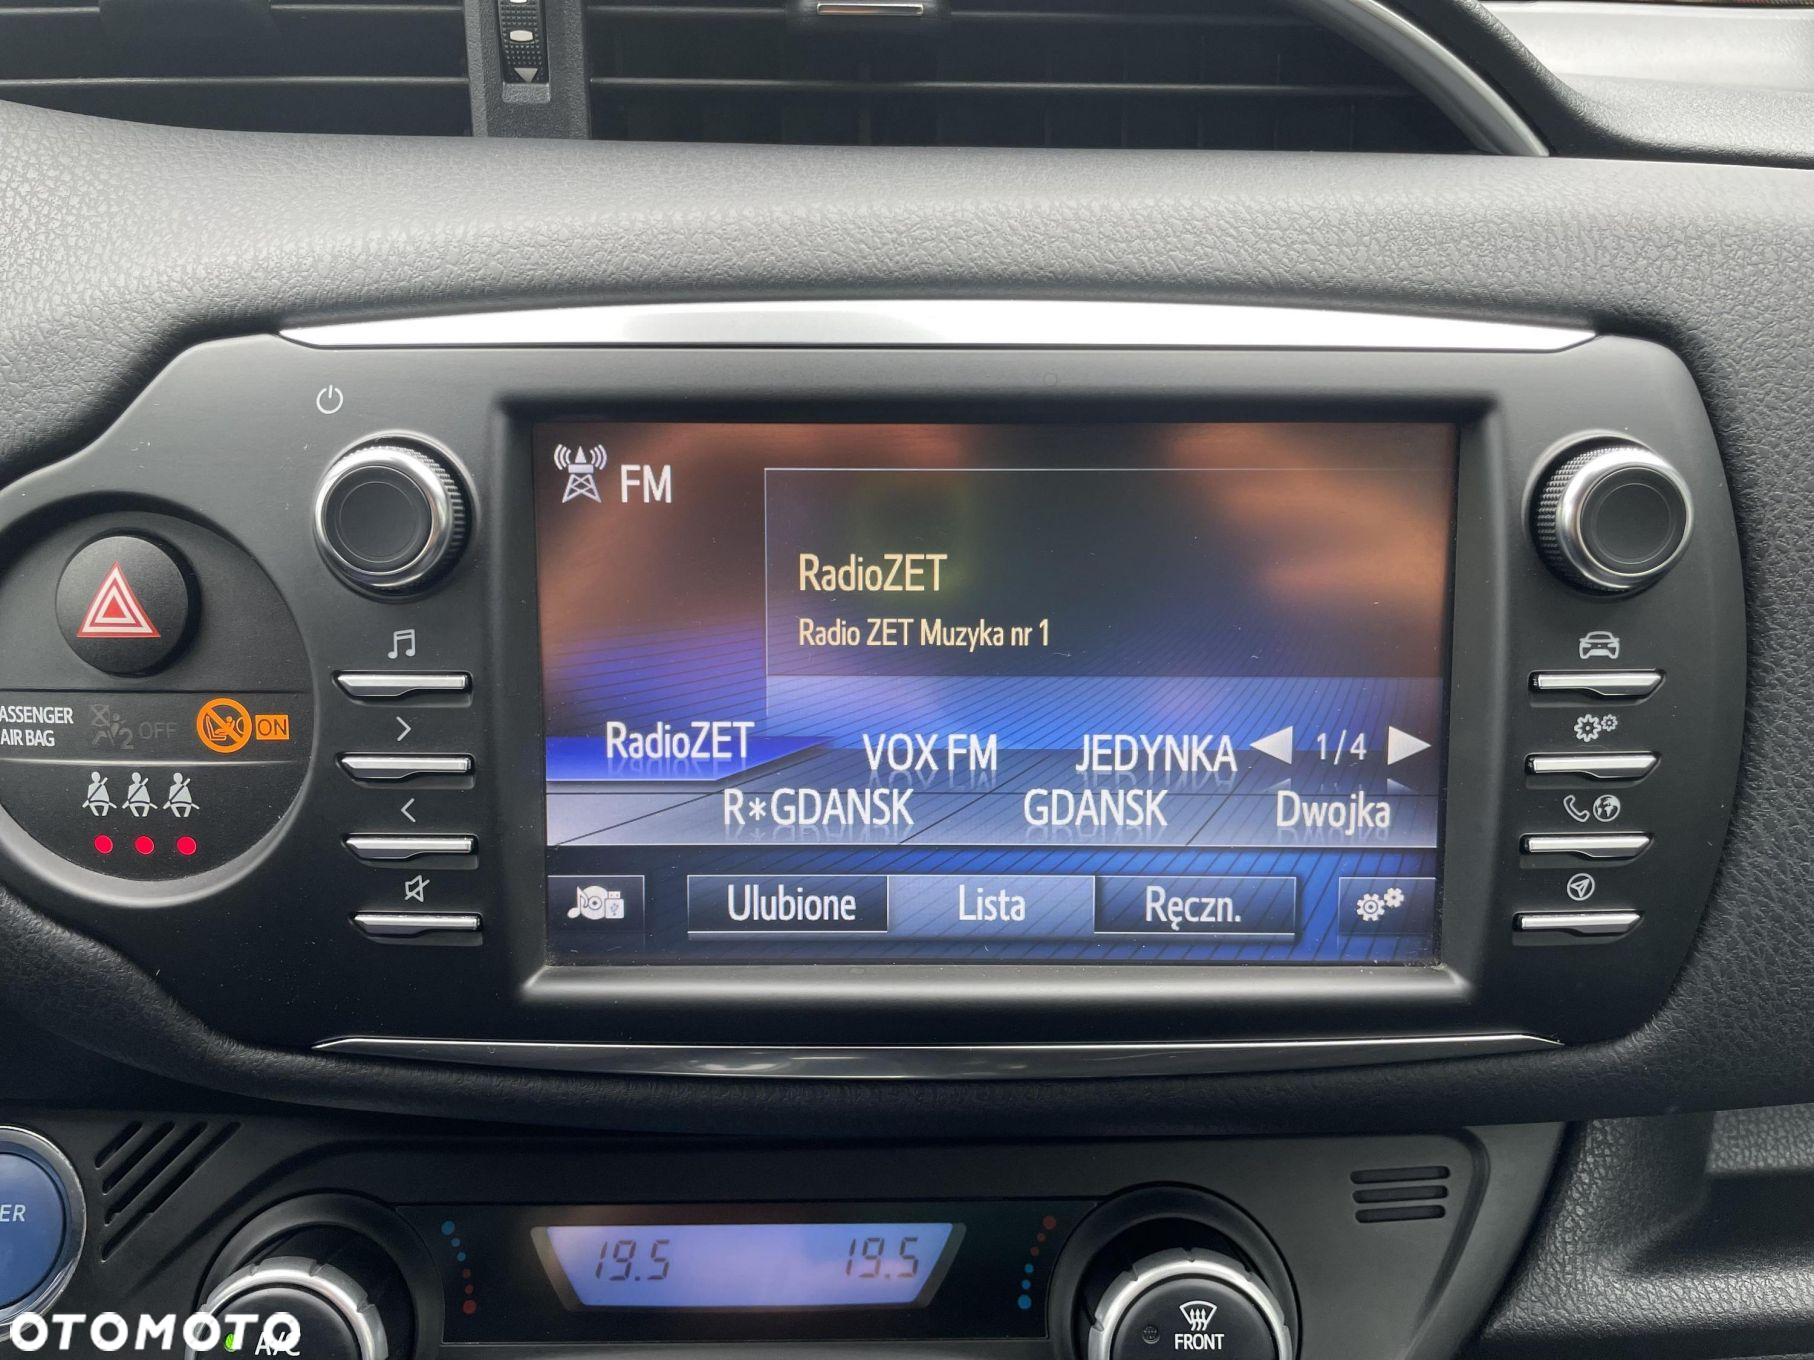 FM
RadioZET
Radio ZET Muzyka nr 1
RadioZET VOX FM JEDYNKA 1/4
R*GDANSK GDANSK Dwojka
Ulubione Lista Ręczn.
ASSENGER
AIR BAG
2 OFF
ON
ER
19.5 19.5
A/C
FRONT
OTOMOTO